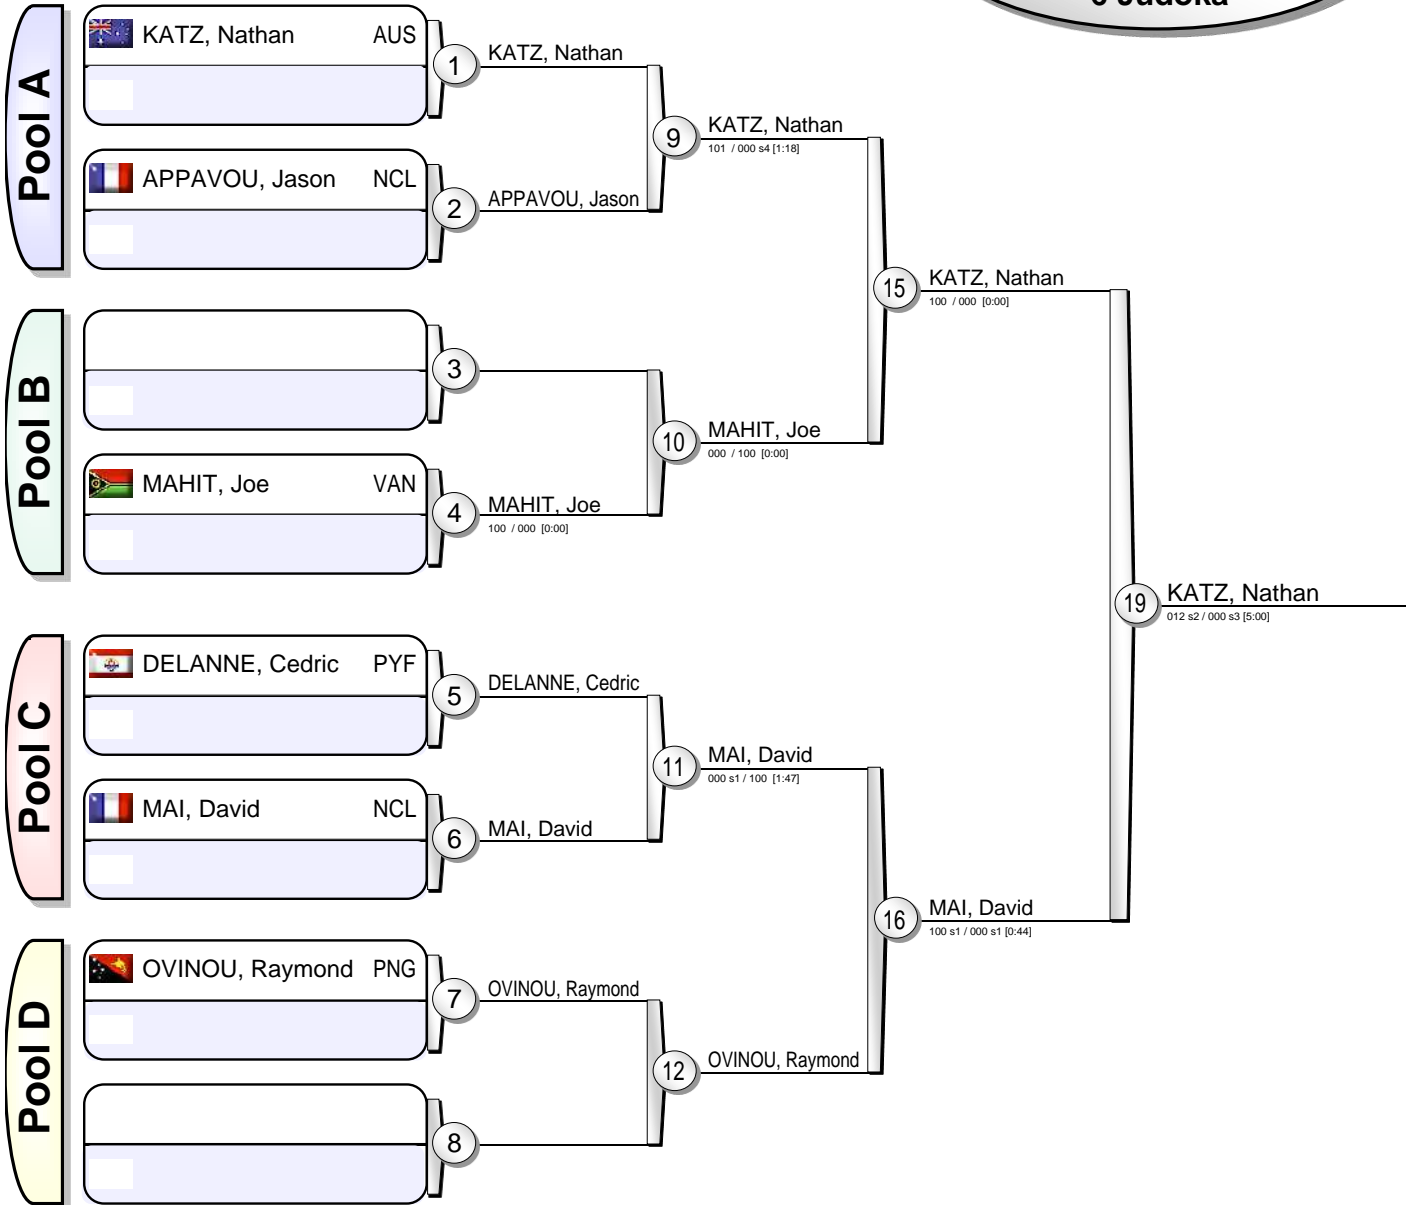 6 Judoka
Pool A
KATZ, Nathan AUS
1
KATZ, Nathan
APPAVOU, Jason NCL
2
APPAVOU, Jason
9
KATZ, Nathan
101 / 000 s4 [1:18]
Pool B
3
MAHIT, Joe VAN
4
MAHIT, Joe
100 / 000 [0:00]
10
MAHIT, Joe
000 / 100 [0:00]
15
KATZ, Nathan
100 / 000 [0:00]
Pool C
DELANNE, Cedric PYF
5
DELANNE, Cedric
MAI, David NCL
6
MAI, David
11
MAI, David
000 s1 / 100 [1:47]
Pool D
OVINOU, Raymond PNG
7
OVINOU, Raymond
8
12
OVINOU, Raymond
16
MAI, David
100 s1 / 000 s1 [0:44]
19
KATZ, Nathan
012 s2 / 000 s3 [5:00]